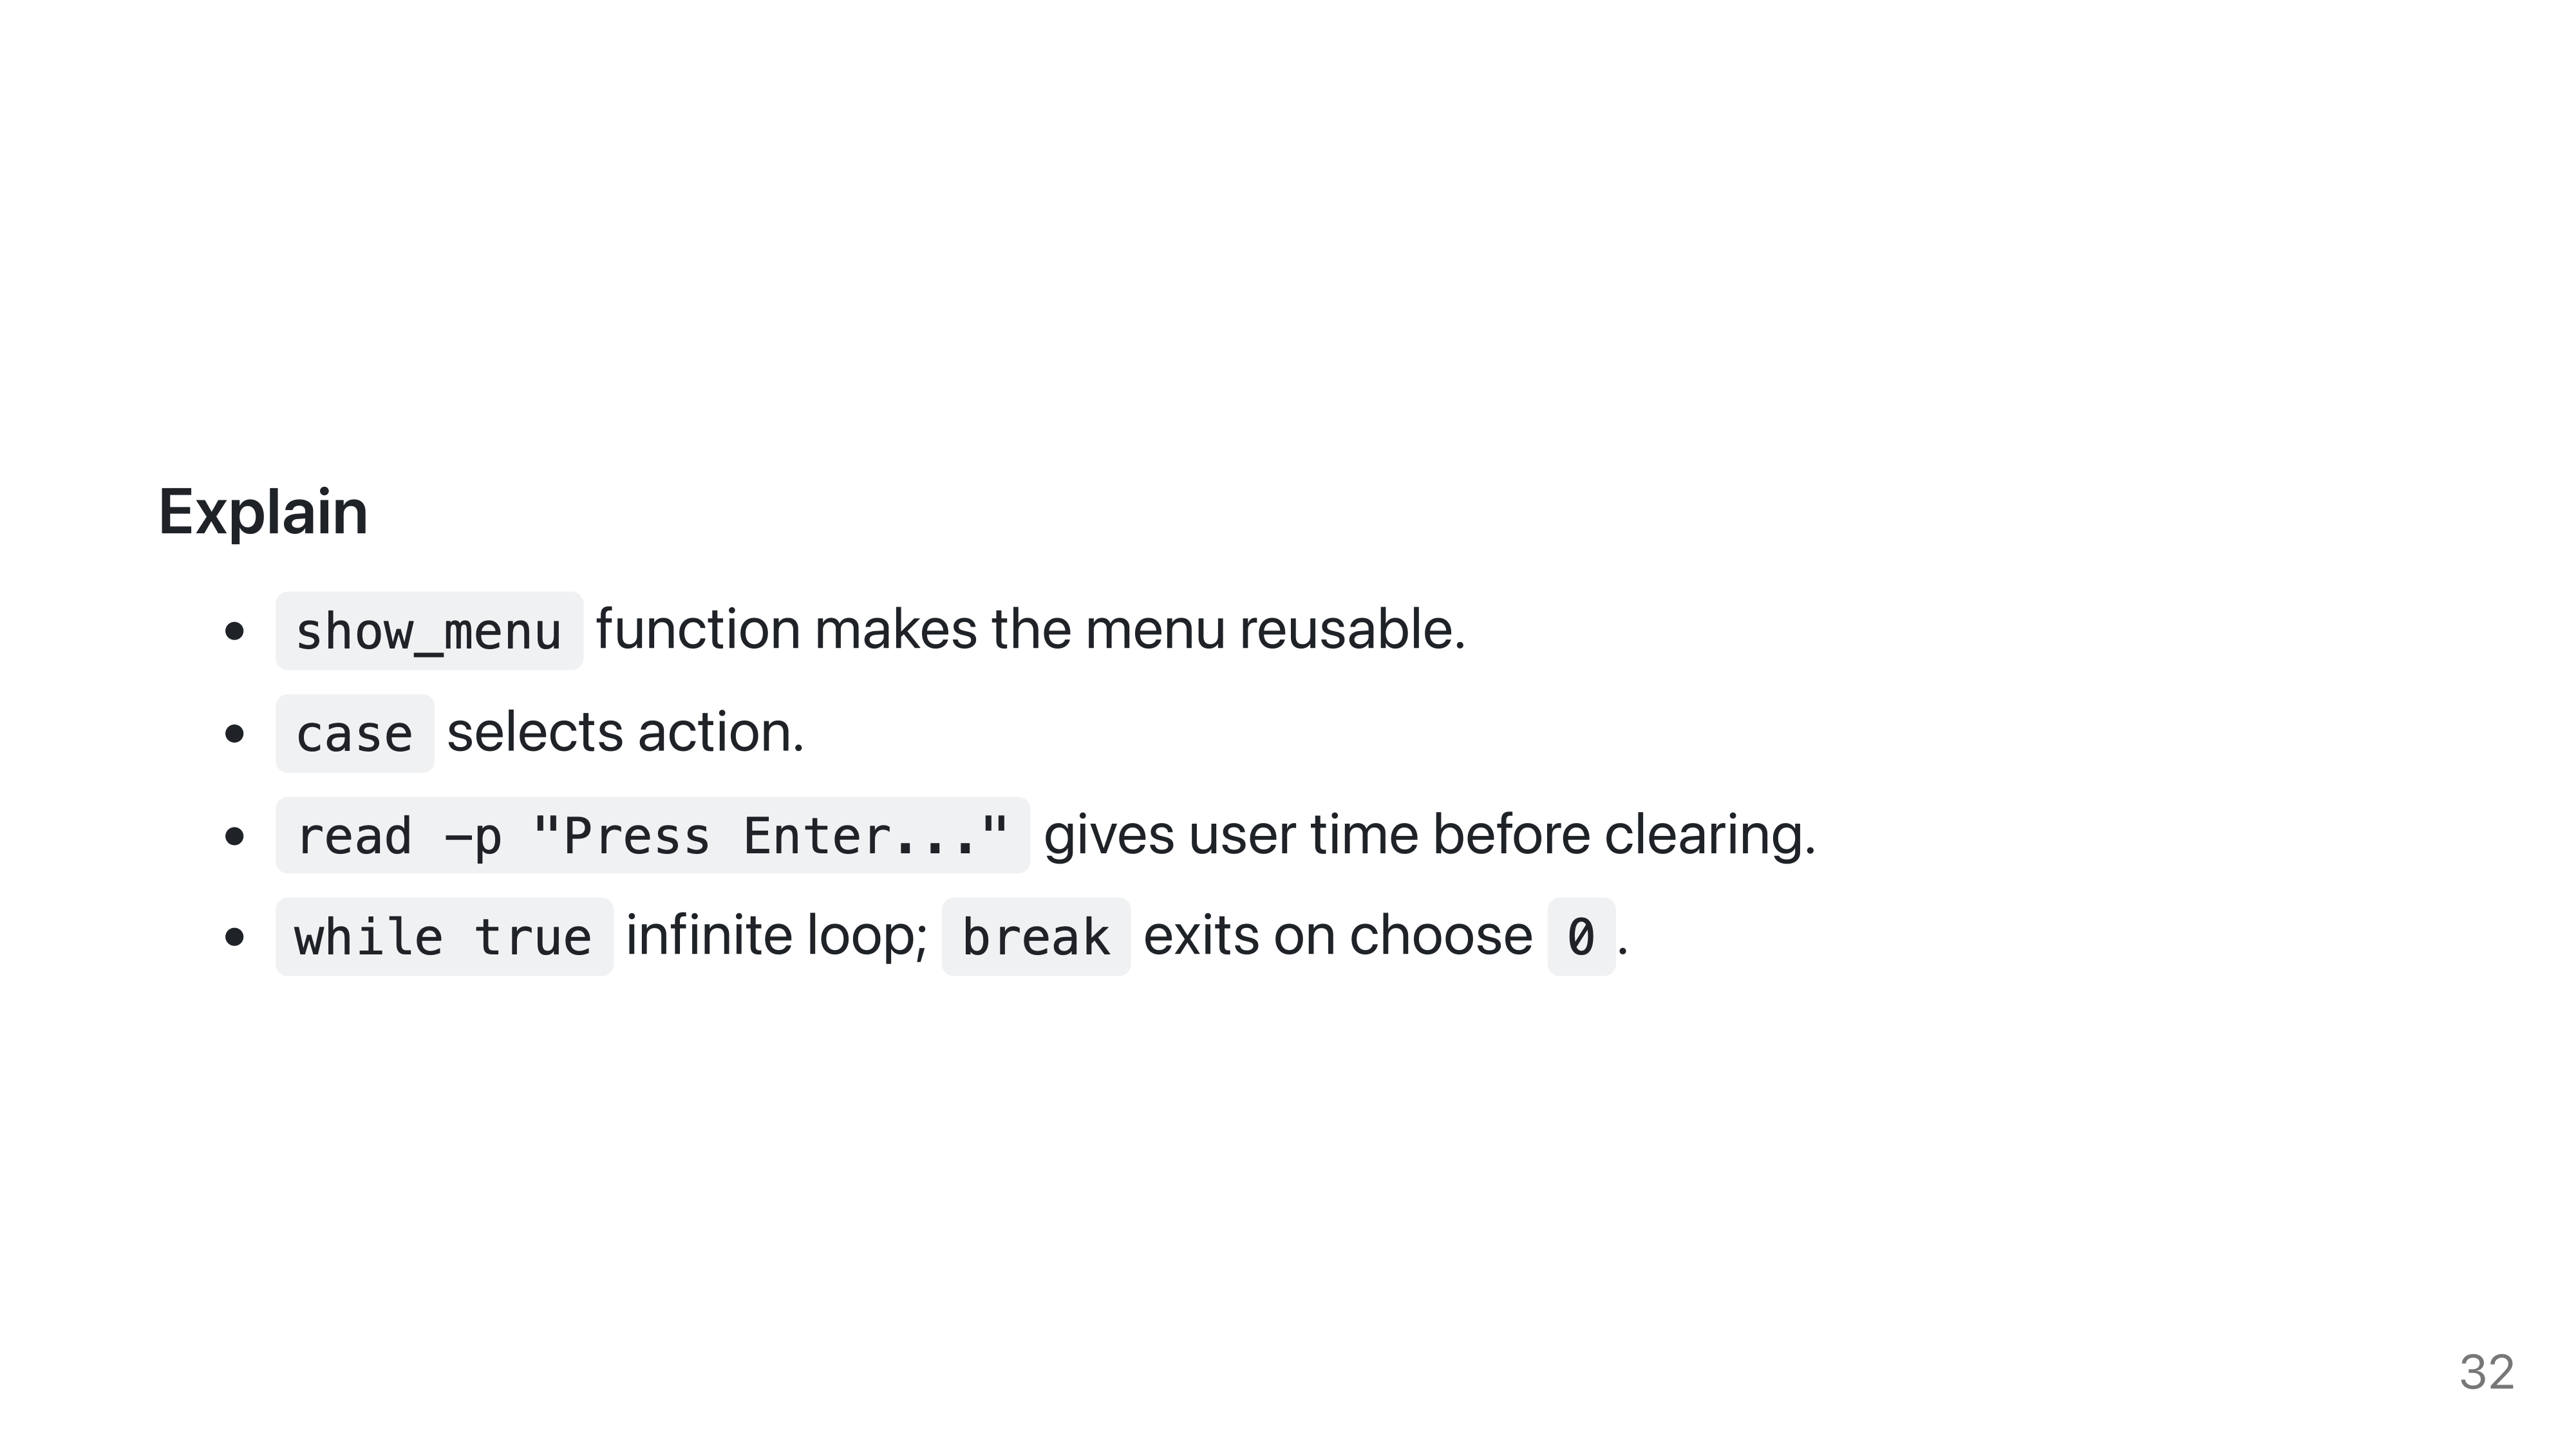 Explain
• show_menu function makes the menu reusable.
• case selects action.
• read -p "Press Enter..." gives user time before clearing.
• while true infinite loop; break exits on choose 0.
32